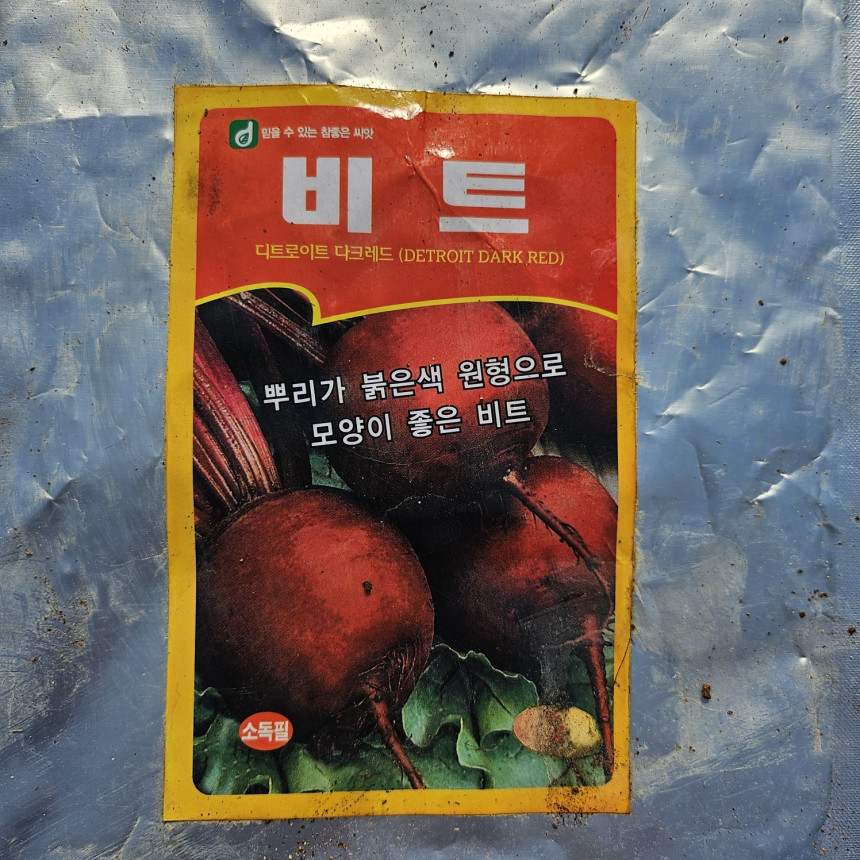 믿을 수 있는 참좋은 씨앗
비트
디트로이트 다크레드 (DETROIT DARK RED)
뿌리가 붉은색 원형으로
모양이 좋은 비트
소독필